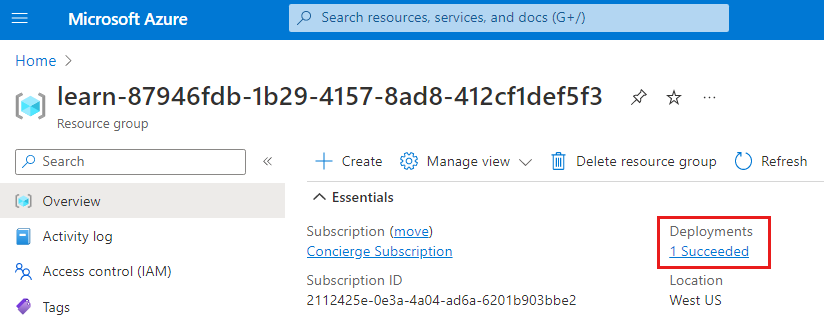 Microsoft Azure
Search resources, services, and docs (G+/)
Home
learn-87946fdb-1b29-4157-8ad8-412cf1def5f3
Resource group
Search
Create
Manage view
Delete resource group
Refresh
Overview
Activity log
Access control (IAM)
Tags
Essentials
Subscription (move)
Concierge Subscription
Subscription ID
2112425e-0e3a-4a04-ad6a-6201b903bbe2
Deployments
1 Succeeded
Location
West US